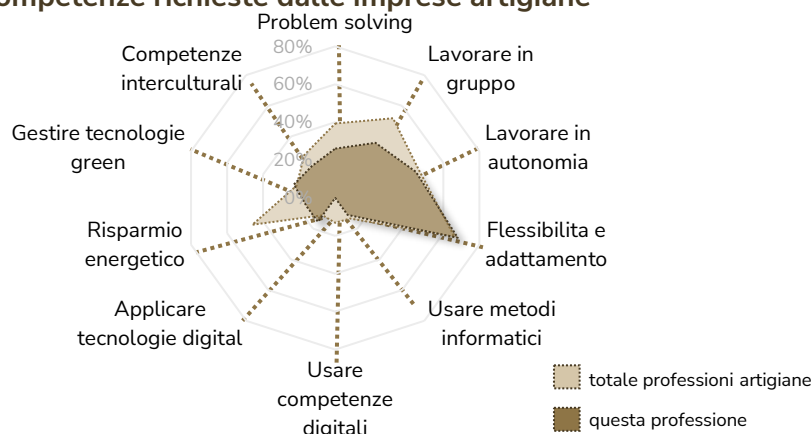 ompetenze richieste dalle imprese artigiane
Problem solving
Competenze
interculturali
80%
Lavorare in
gruppo
60%
40%
Gestire tecnologie
green
Lavorare in
autonomia
20%
0%
Risparmio
energetico
Flessibilita e
adattamento
Applicare
tecnologie digital
Usare metodi
informatici
Usare
competenze
digitali
totale professioni artigiane
questa professione